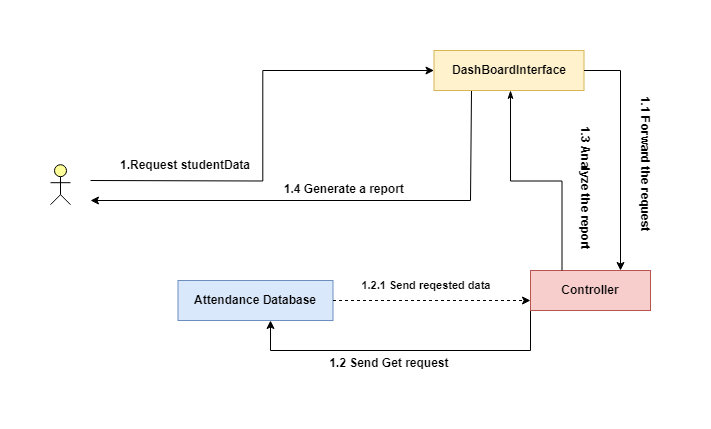 DashBoardInterface
1.1 Forward the request
1.3 Analyze the report
1.Request studentData
1.4 Generate a report
1.2.1 Send reqested data
Controller
Attendance Database
1.2 Send Get request